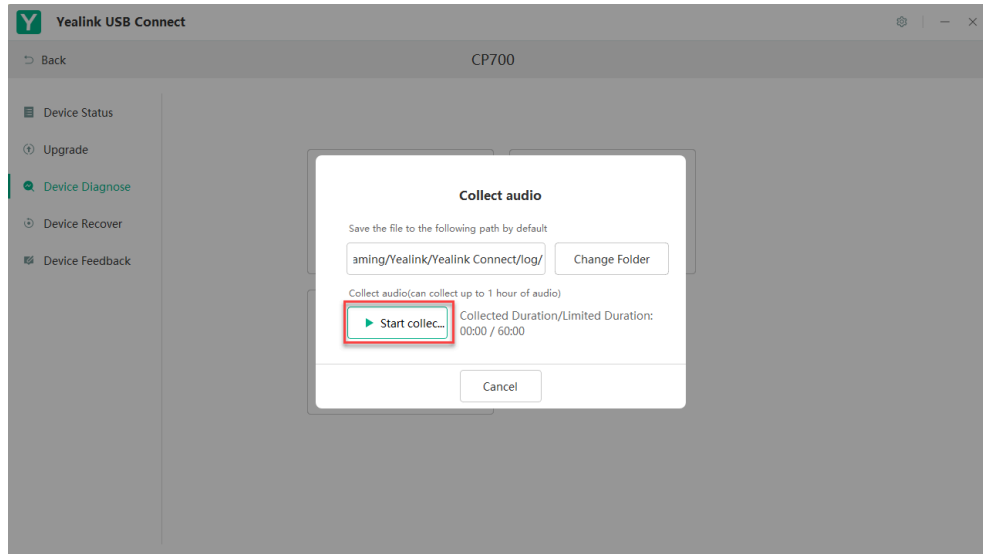 Yealink USB Connect
Back
CP700
Device Status
Upgrade
Device Diagnose
Device Recover
Device Feedback
Collect audio
Save the file to the following path by default
aming/Yealink/Yealink Connect/log/
Change Folder
Collect audio(can collect up to 1 hour of audio)
Start collec...
Collected Duration/Limited Duration:
00:00 / 60:00
Cancel